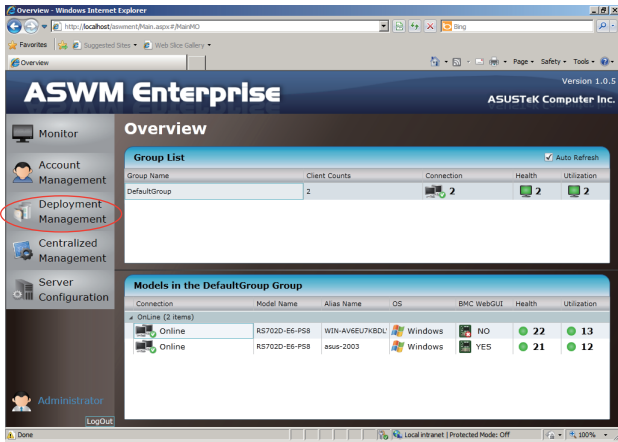 Overview - Windows Internet Explorer
http://localhost/aswment/Main.aspx#/MainMO
Bing
Favorites Suggested Sites Web Slice Gallery
Overview
Page Safety Tools
ASWM Enterprise
Version 1.0.5
ASUSTeK Computer Inc.
Monitor
Account Management
Deployment Management
Centralized Management
Server Configuration
Administrator
LogOut
Overview
Group List Auto Refresh
Group Name Client Counts Connection Health Utilization
DefaultGroup 2 2 2 2
Models in the DefaultGroup Group
Connection Model Name Alias Name OS BMC WebGUI Health Utilization
OnLine (2 items)
Online RS702D-E6-PS8 WIN-AV6EU7KBDL' Windows NO 22 13
Online RS702D-E6-PS8 asus-2003 Windows YES 21 12
Done Local intranet | Protected Mode: Off 100%